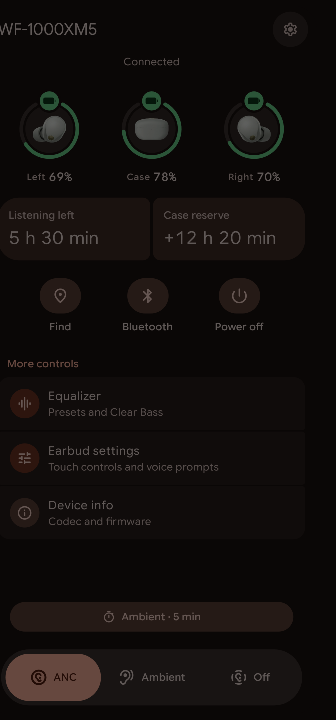 WF-1000XM5
Connected
Left 69%
Case 78%
Right 70%
Listening left
5 h 30 min
Case reserve
+12 h 20 min
Find
Bluetooth
Power off
More controls
Equalizer
Presets and Clear Bass
Earbud settings
Touch controls and voice prompts
Device info
Codec and firmware
Ambient · 5 min
ANC
Ambient
Off